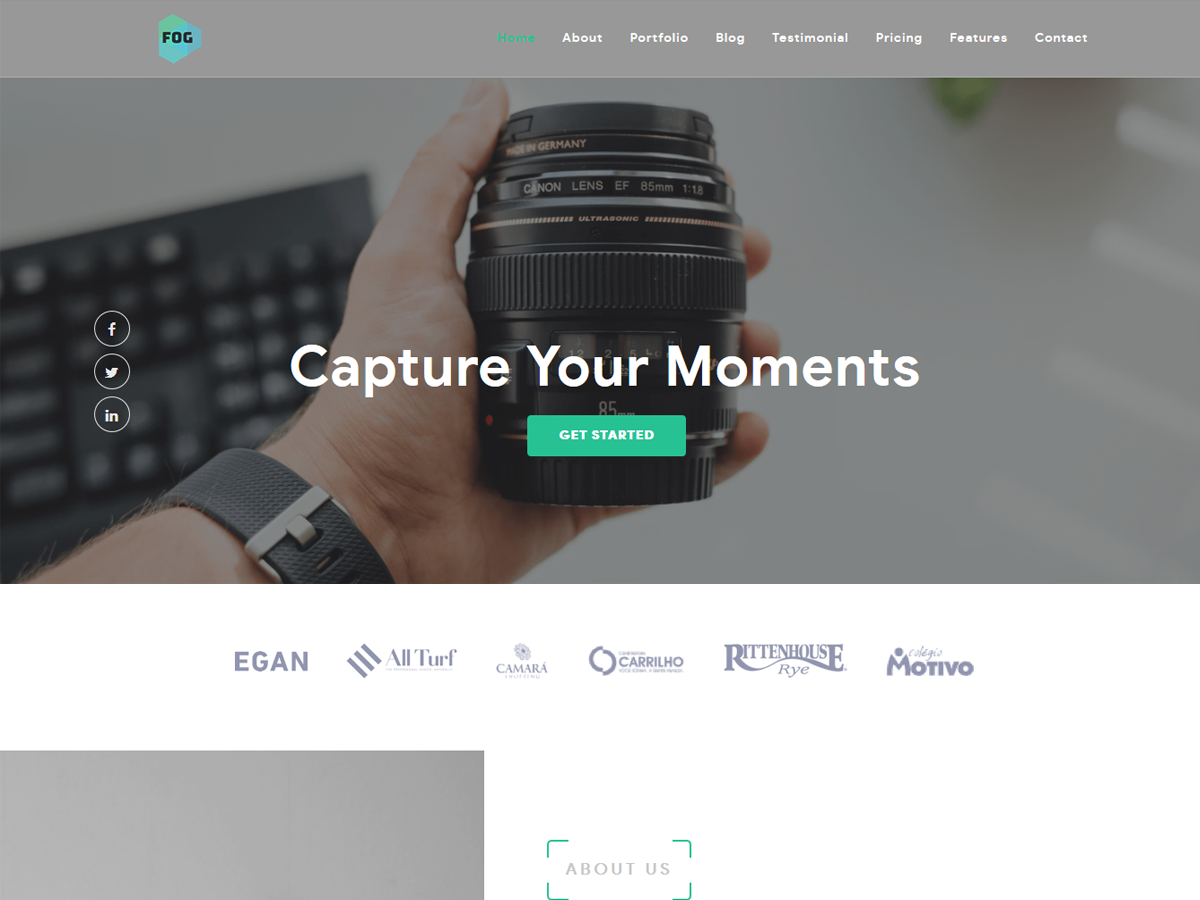 FOG
Home About Portfolio Blog Testimonial Pricing Features Contact
MADE IN GERMANY
CANON LENS EF 85mm 1:1.8
ULTRASONIC
Capture Your Moments
85mm
GET STARTED
EGAN
All Turf
CAMARÁ
SHOPPING
CARRILHO
RITTENHOUSE
Rye
colégio
MOTIVO
ABOUT US